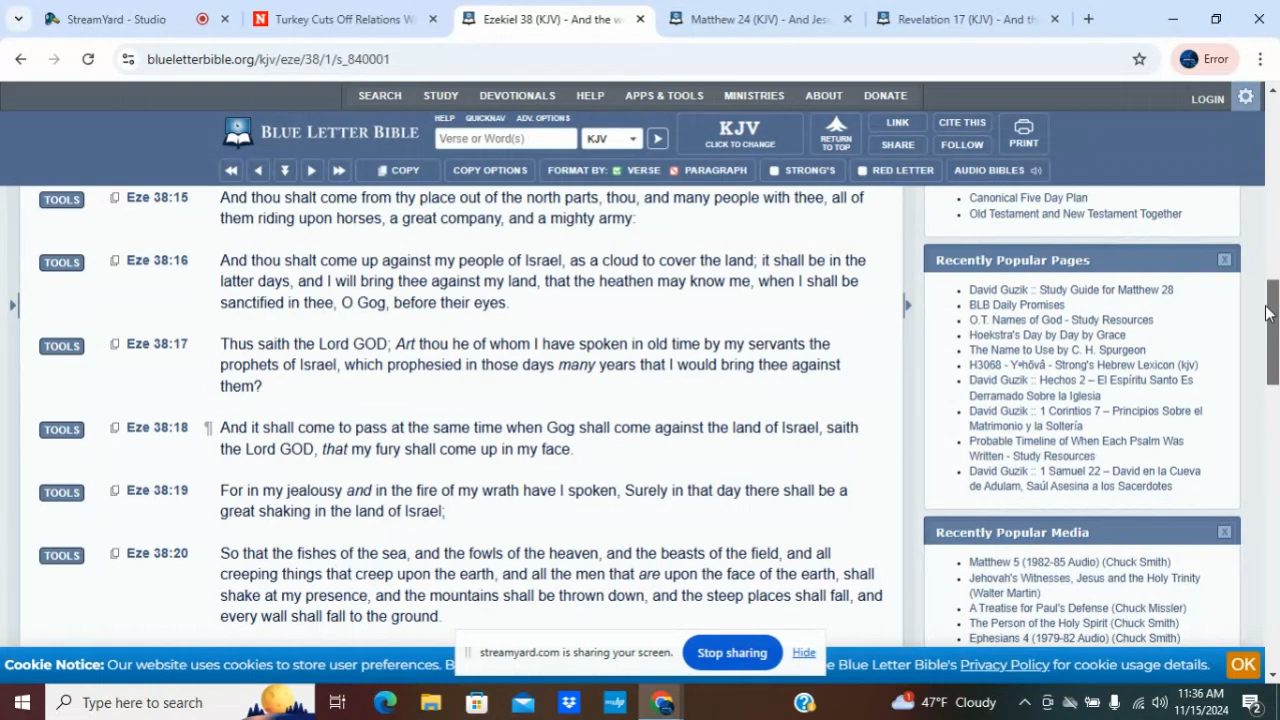 StreamYard - Studio
Turkey Cuts Off Relations W
Ezekiel 38 (KJV) - And the w
Matthew 24 (KJV) - And Jes
Revelation 17 (KJV) - And th
blueletterbible.org/kjv/eze/38/1/s_840001
Error
SEARCH STUDY DEVOTIONALS HELP APPS & TOOLS MINISTRIES ABOUT DONATE
LOGIN
BLUE LETTER BIBLE
HELP QUICKNAV ADV. OPTIONS
Verse or Word(s)
KJV
KJV
CLICK TO CHANGE
RETURN
TO TOP
LINK
CITE THIS
SHARE
FOLLOW
PRINT
COPY
COPY OPTIONS
FORMAT BY: VERSE PARAGRAPH
STRONG'S
RED LETTER
AUDIO BIBLES
TOOLS Eze 38:15 And thou shalt come from thy place out of the north parts, thou, and many people with thee, all of
them riding upon horses, a great company, and a mighty army:
TOOLS Eze 38:16 And thou shalt come up against my people of Israel, as a cloud to cover the land; it shall be in the
latter days, and I will bring thee against my land, that the heathen may know me, when I shall be
sanctified in thee, O Gog, before their eyes.
TOOLS Eze 38:17 Thus saith the Lord GOD; Art thou he of whom I have spoken in old time by my servants the
prophets of Israel, which prophesied in those days many years that I would bring thee against
them?
TOOLS Eze 38:18 ¶ And it shall come to pass at the same time when Gog shall come against the land of Israel, saith
the Lord GOD, that my fury shall come up in my face.
TOOLS Eze 38:19 For in my jealousy and in the fire of my wrath have I spoken, Surely in that day there shall be a
great shaking in the land of Israel;
TOOLS Eze 38:20 So that the fishes of the sea, and the fowls of the heaven, and the beasts of the field, and all
creeping things that creep upon the earth, and all the men that are upon the face of the earth, shall
shake at my presence, and the mountains shall be thrown down, and the steep places shall fall, and
every wall shall fall to the ground.
Canonical Five Day Plan
Old Testament and New Testament Together
Recently Popular Pages
David Guzik :: Study Guide for Matthew 28
BLB Daily Promises
O.T. Names of God - Study Resources
Hoekstra's Day by Day by Grace
The Name to Use by C. H. Spurgeon
H3068 - Yᵊhōvâ - Strong's Hebrew Lexicon (kjv)
David Guzik :: Hechos 2 – El Espíritu Santo Es
Derramado Sobre la Iglesia
David Guzik :: 1 Corintios 7 – Principios Sobre el
Matrimonio y la Soltería
Probable Timeline of When Each Psalm Was
Written - Study Resources
David Guzik :: 1 Samuel 22 – David en la Cueva
de Adulam, Saúl Asesina a los Sacerdotes
Recently Popular Media
Matthew 5 (1982-85 Audio) (Chuck Smith)
Jehovah's Witnesses, Jesus and the Holy Trinity
(Walter Martin)
A Treatise for Paul's Defense (Chuck Missler)
The Person of the Holy Spirit (Chuck Smith)
Ephesians 4 (1979-82 Audio) (Chuck Smith)
streamyard.com is sharing your screen. Stop sharing Hide
Cookie Notice: Our website uses cookies to store user preferences. B
e Blue Letter Bible's Privacy Policy for cookie usage details. OK
Type here to search
47°F Cloudy
11:36 AM
11/15/2024
2